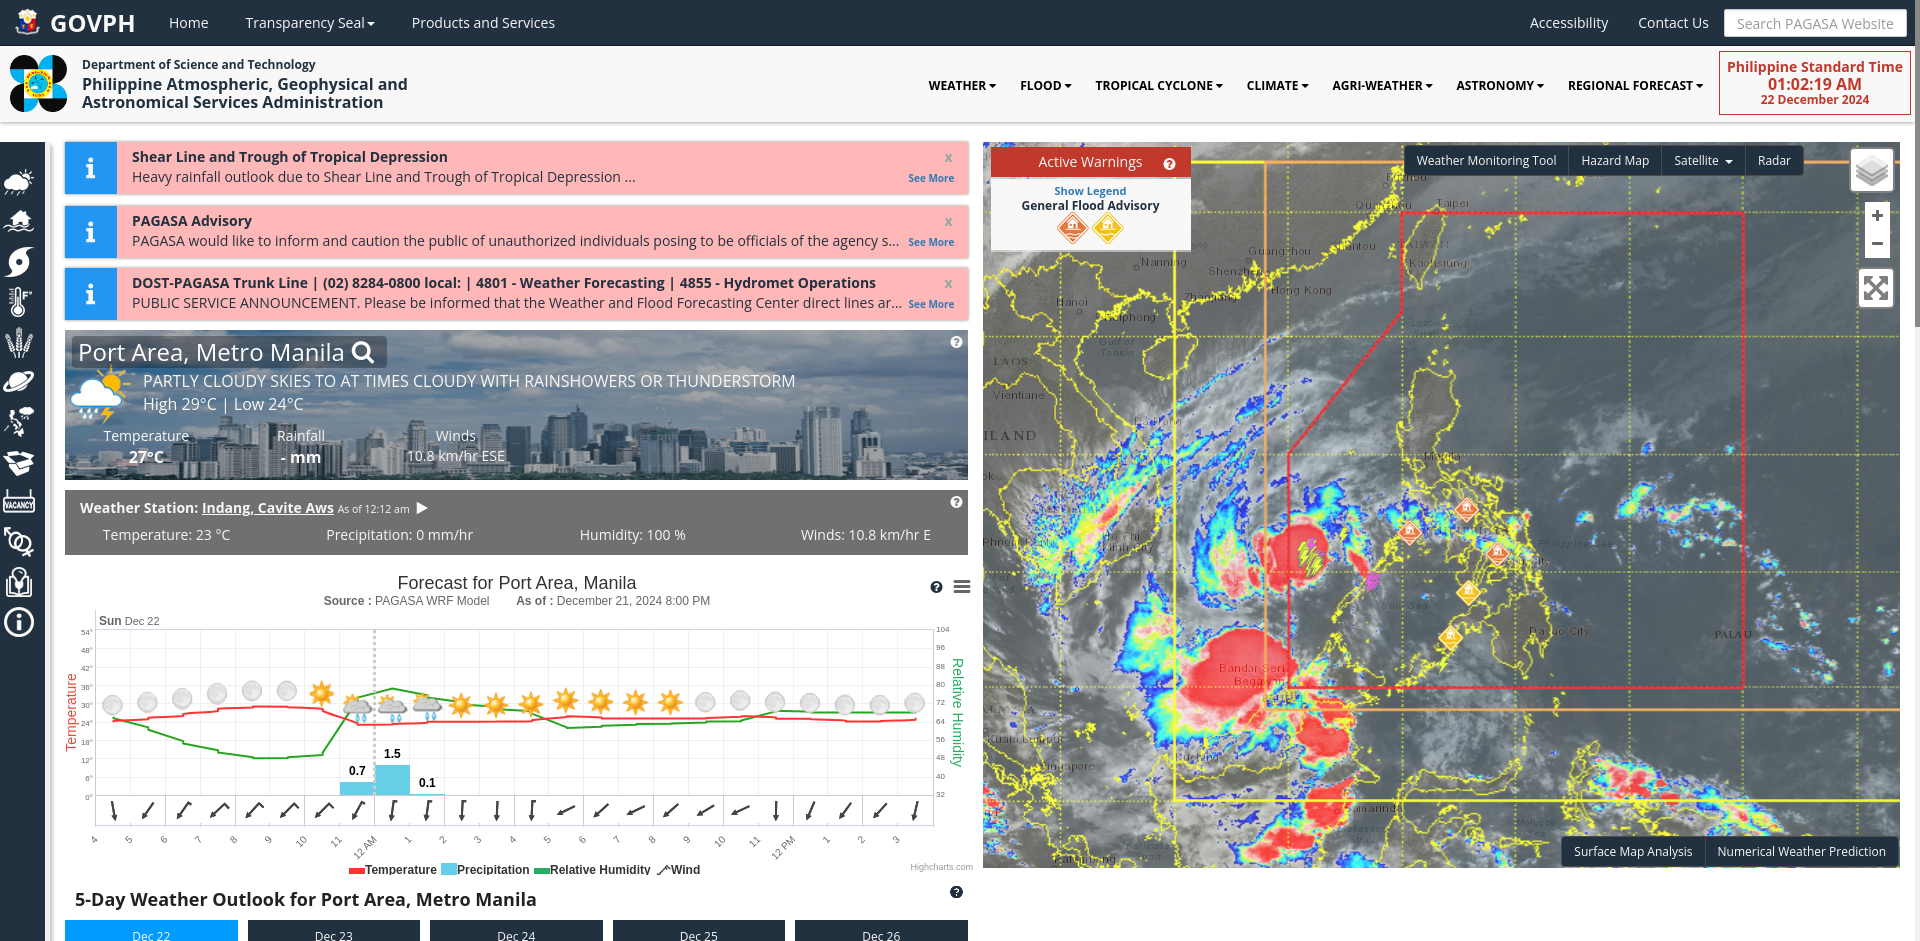 GOVPH
Home
Transparency Seal
Products and Services
Accessibility
Contact Us
Search PAGASA Website
Department of Science and Technology
Philippine Atmospheric, Geophysical and
Astronomical Services Administration
WEATHER
FLOOD
TROPICAL CYCLONE
CLIMATE
AGRI-WEATHER
ASTRONOMY
REGIONAL FORECAST
Philippine Standard Time
01:02:19 AM
22 December 2024
Shear Line and Trough of Tropical Depression
x
Heavy rainfall outlook due to Shear Line and Trough of Tropical Depression ...
See More
PAGASA Advisory
x
PAGASA would like to inform and caution the public of unauthorized individuals posing to be officials of the agency s...
See More
DOST-PAGASA Trunk Line | (02) 8284-0800 local: | 4801 - Weather Forecasting | 4855 - Hydromet Operations
x
PUBLIC SERVICE ANNOUNCEMENT. Please be informed that the Weather and Flood Forecasting Center direct lines ar...
See More
Port Area, Metro Manila
PARTLY CLOUDY SKIES TO AT TIMES CLOUDY WITH RAINSHOWERS OR THUNDERSTORM
High 29°C | Low 24°C
Temperature
Rainfall
Winds
27°C
- mm
10.8 km/hr ESE
Weather Station: Indang, Cavite Aws As of 12:12 am
Temperature: 23 °C
Precipitation: 0 mm/hr
Humidity: 100 %
Winds: 10.8 km/hr E
Forecast for Port Area, Manila
Source : PAGASA WRF Model
As of : December 21, 2024 8:00 PM
Sun Dec 22
54°
48°
42°
36°
30°
24°
18°
12°
6°
0°
Temperature
104
96
88
80
72
64
56
48
40
32
Relative Humidity
0.7
1.5
0.1
4 5 6 7 8 9 10 11 12 AM 1 2 3 4 5 6 7 8 9 10 11 12 PM 1 2 3
Temperature
Precipitation
Relative Humidity
Wind
Highcharts.com
5-Day Weather Outlook for Port Area, Metro Manila
Dec 22
Dec 23
Dec 24
Dec 25
Dec 26
VACANCY
Active Warnings
Show Legend
General Flood Advisory
Weather Monitoring Tool
Hazard Map
Satellite
Radar
+
−
Taipei
Guangzhou
Nanning
Shenzhen
Kaohsiung
Hong Kong
Hanoi
Gulf of
Tonkin
LAOS
Vientiane
Manila
Philippine Sea
Sulu Sea
Davao City
PALAU
Bandar Seri
Begawan
Kuala Lumpur
Kuching
Singapore
Surface Map Analysis
Numerical Weather Prediction